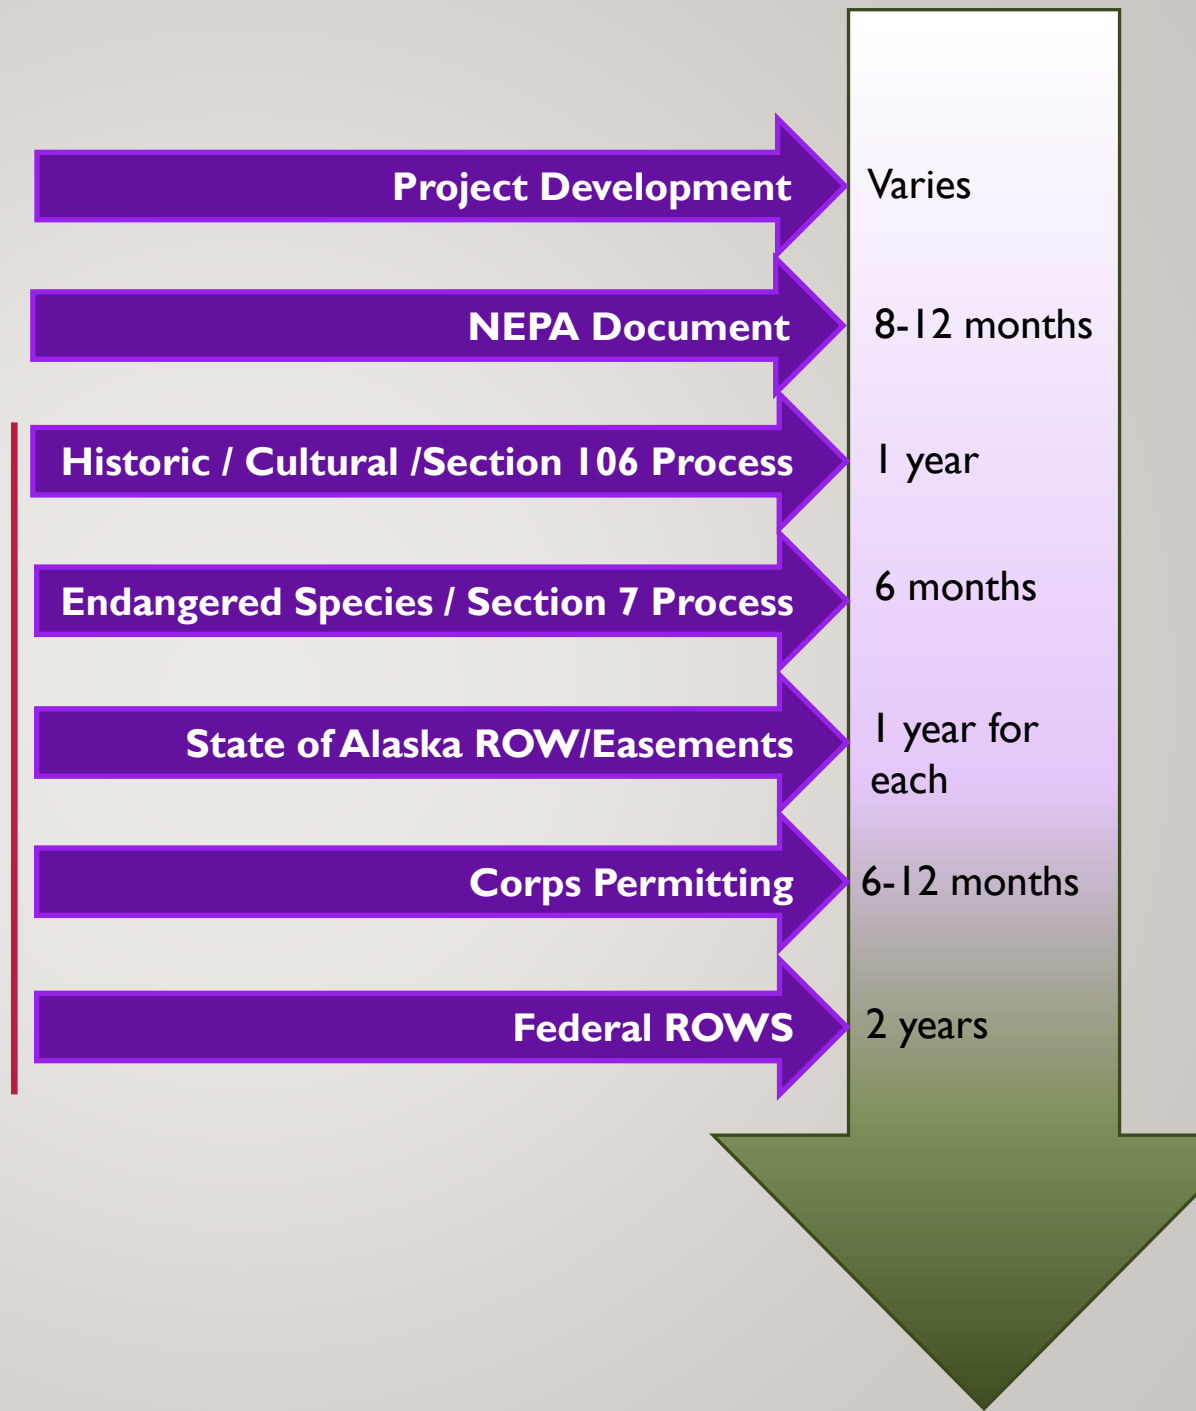 Project Development
Varies
NEPA Document
8-12 months
Historic / Cultural /Section 106 Process
1 year
Endangered Species / Section 7 Process
6 months
State of Alaska ROW/Easements
1 year for
each
Corps Permitting
6-12 months
Federal ROWS
2 years